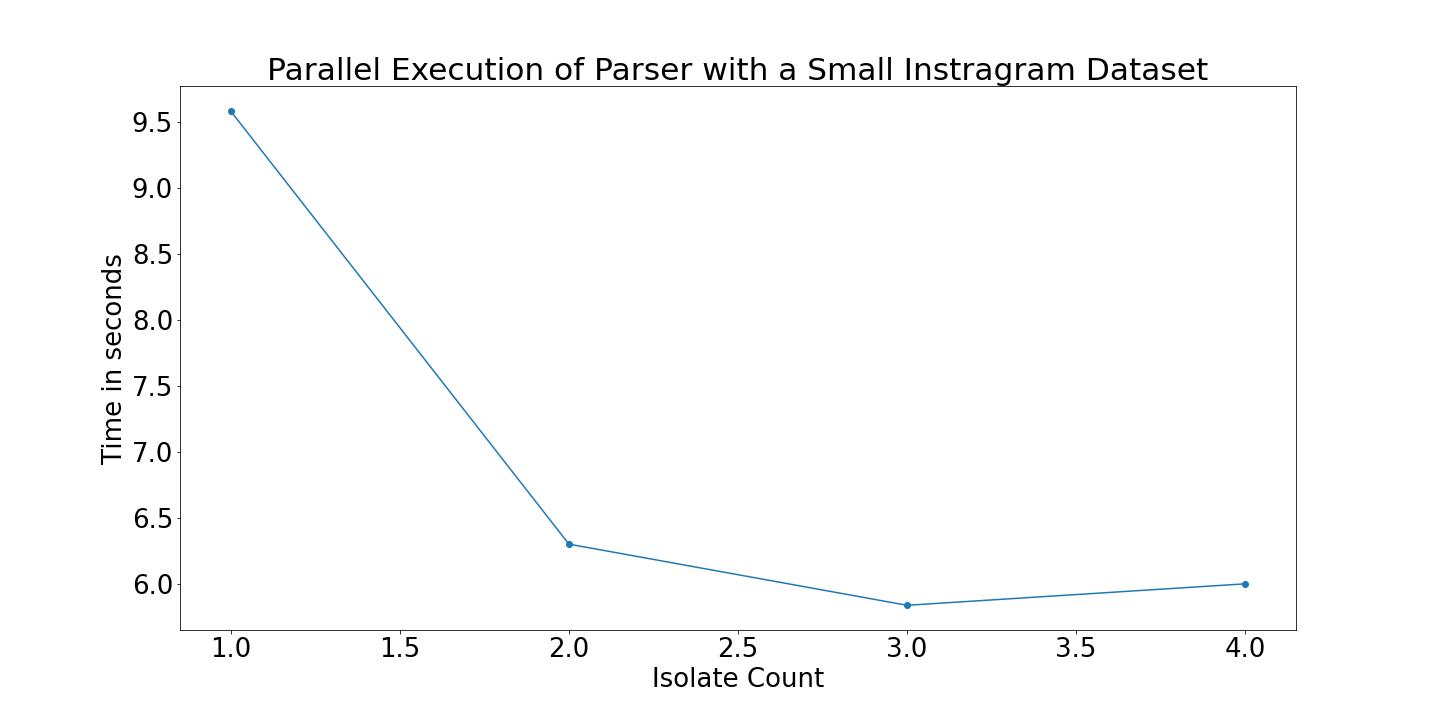 Parallel Execution of Parser with a Small Instragram Dataset
9.5
9.0
8.5
8.0
7.5
7.0
6.5
6.0
Time in seconds
1.0 1.5 2.0 2.5 3.0 3.5 4.0
Isolate Count